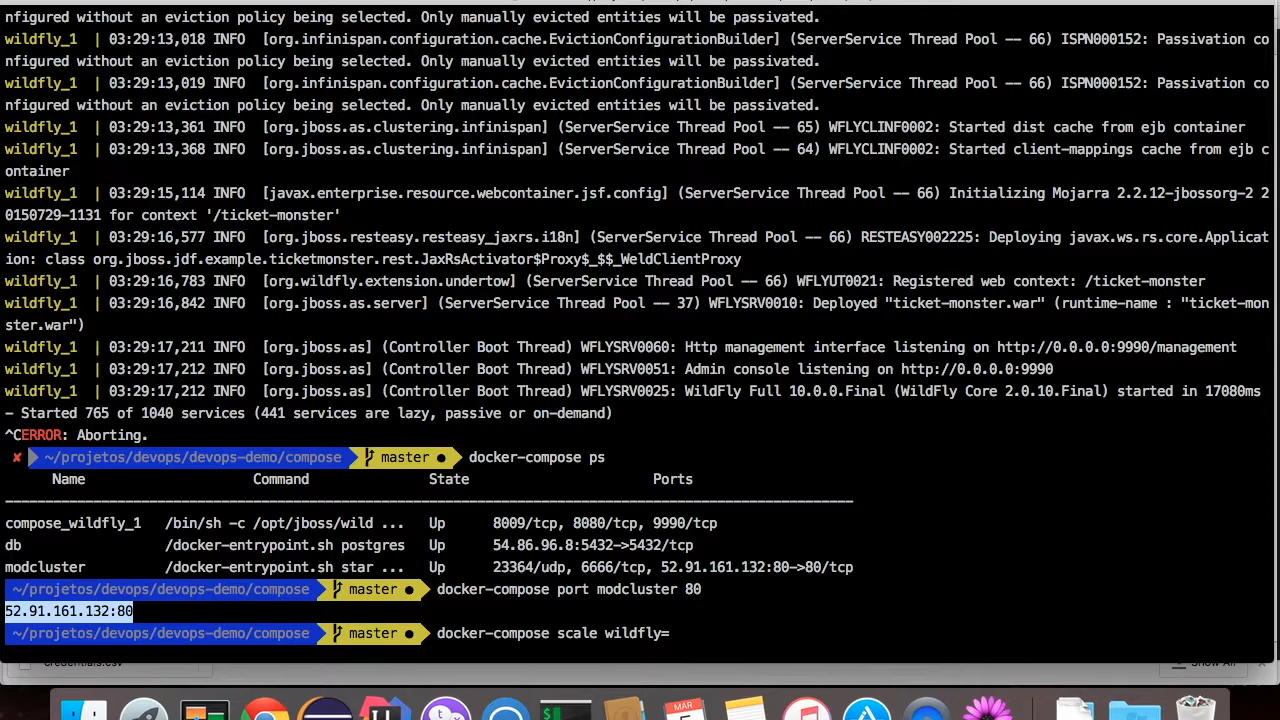 nfigured without an eviction policy being selected. Only manually evicted entities will be passivated.
wildfly_1  | 03:29:13,018 INFO  [org.infinispan.configuration.cache.EvictionConfigurationBuilder] (ServerService Thread Pool -- 66) ISPN000152: Passivation co
nfigured without an eviction policy being selected. Only manually evicted entities will be passivated.
wildfly_1  | 03:29:13,019 INFO  [org.infinispan.configuration.cache.EvictionConfigurationBuilder] (ServerService Thread Pool -- 66) ISPN000152: Passivation co
nfigured without an eviction policy being selected. Only manually evicted entities will be passivated.
wildfly_1  | 03:29:13,361 INFO  [org.jboss.as.clustering.infinispan] (ServerService Thread Pool -- 65) WFLYCLINF0002: Started dist cache from ejb container
wildfly_1  | 03:29:13,368 INFO  [org.jboss.as.clustering.infinispan] (ServerService Thread Pool -- 64) WFLYCLINF0002: Started client-mappings cache from ejb c
ontainer
wildfly_1  | 03:29:15,114 INFO  [javax.enterprise.resource.webcontainer.jsf.config] (ServerService Thread Pool -- 66) Initializing Mojarra 2.2.12-jbossorg-2 2
0150729-1131 for context '/ticket-monster'
wildfly_1  | 03:29:16,577 INFO  [org.jboss.resteasy.resteasy_jaxrs.i18n] (ServerService Thread Pool -- 66) RESTEASY002225: Deploying javax.ws.rs.core.Applicat
ion: class org.jboss.jdf.example.ticketmonster.rest.JaxRsActivator$Proxy$_$$_WeldClientProxy
wildfly_1  | 03:29:16,783 INFO  [org.wildfly.extension.undertow] (ServerService Thread Pool -- 66) WFLYUT0021: Registered web context: /ticket-monster
wildfly_1  | 03:29:16,842 INFO  [org.jboss.as.server] (ServerService Thread Pool -- 37) WFLYSRV0010: Deployed "ticket-monster.war" (runtime-name : "ticket-mon
ster.war")
wildfly_1  | 03:29:17,211 INFO  [org.jboss.as] (Controller Boot Thread) WFLYSRV0060: Http management interface listening on http://0.0.0.0:9990/management
wildfly_1  | 03:29:17,212 INFO  [org.jboss.as] (Controller Boot Thread) WFLYSRV0051: Admin console listening on http://0.0.0.0:9990
wildfly_1  | 03:29:17,212 INFO  [org.jboss.as] (Controller Boot Thread) WFLYSRV0025: WildFly Full 10.0.0.Final (WildFly Core 2.0.10.Final) started in 17080ms
- Started 765 of 1040 services (441 services are lazy, passive or on-demand)
^CERROR: Aborting.
✘ ~/projetos/devops/devops-demo/compose master ● docker-compose ps
Name Command State Ports
compose_wildfly_1 /bin/sh -c /opt/jboss/wild ... Up 8009/tcp, 8080/tcp, 9990/tcp
db /docker-entrypoint.sh postgres Up 54.86.96.8:5432->5432/tcp
modcluster /docker-entrypoint.sh star ... Up 23364/udp, 6666/tcp, 52.91.161.132:80->80/tcp
~/projetos/devops/devops-demo/compose master ● docker-compose port modcluster 80
52.91.161.132:80
~/projetos/devops/devops-demo/compose master ● docker-compose scale wildfly=
credentials.csv Show All
MAR